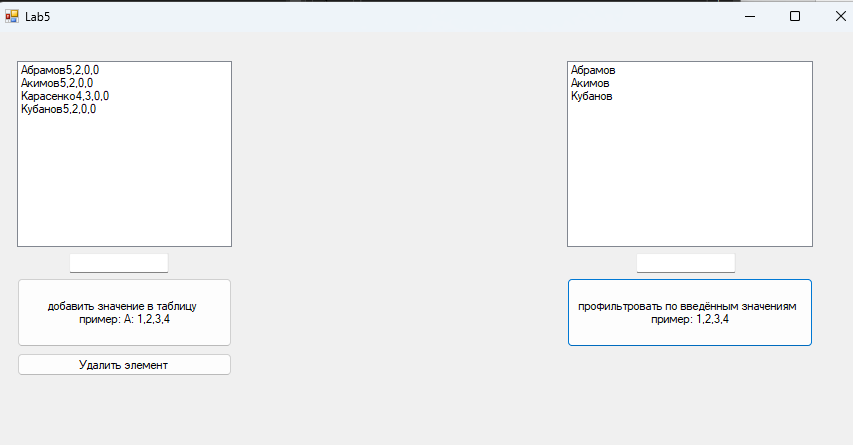 Lab5
Абрамов5,2,0,0
Акимов5,2,0,0
Карасенко4,3,0,0
Кубанов5,2,0,0
Абрамов
Акимов
Кубанов
добавить значение в таблицу
пример: А: 1,2,3,4
Удалить элемент
профильтровать по введённым значениям
пример: 1,2,3,4